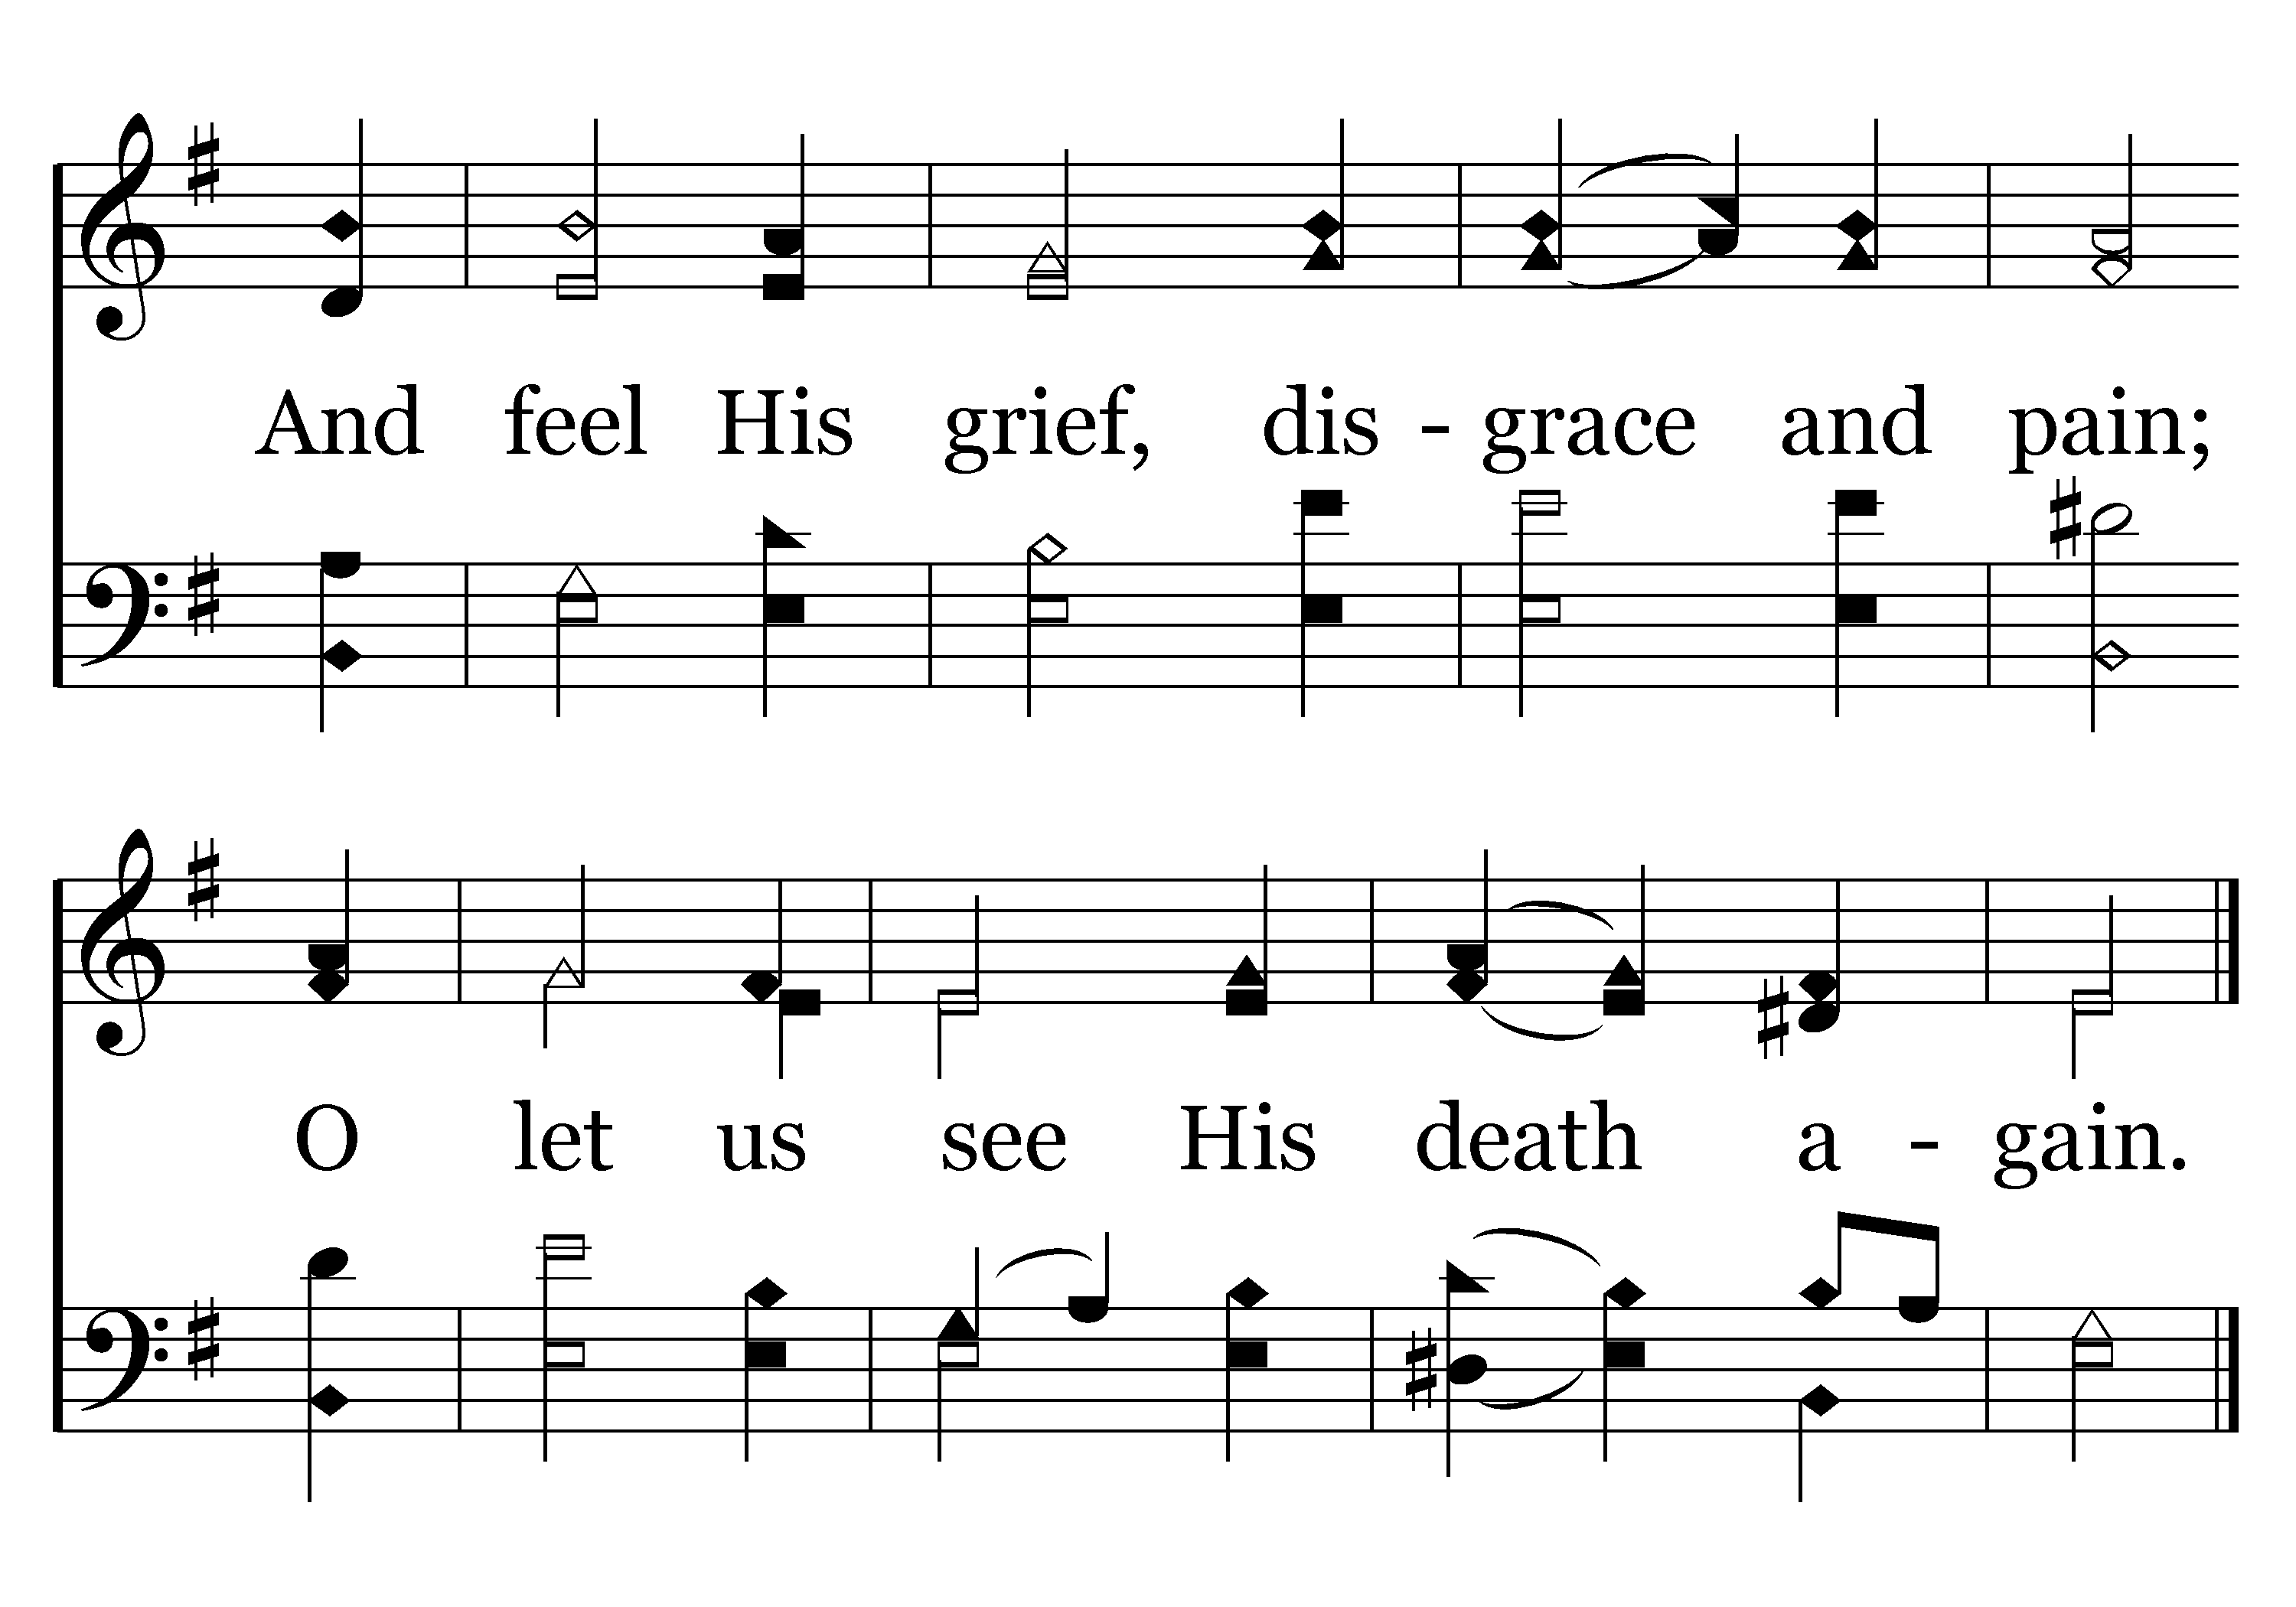 And feel His grief, dis - grace and pain;
O let us see His death a - gain.